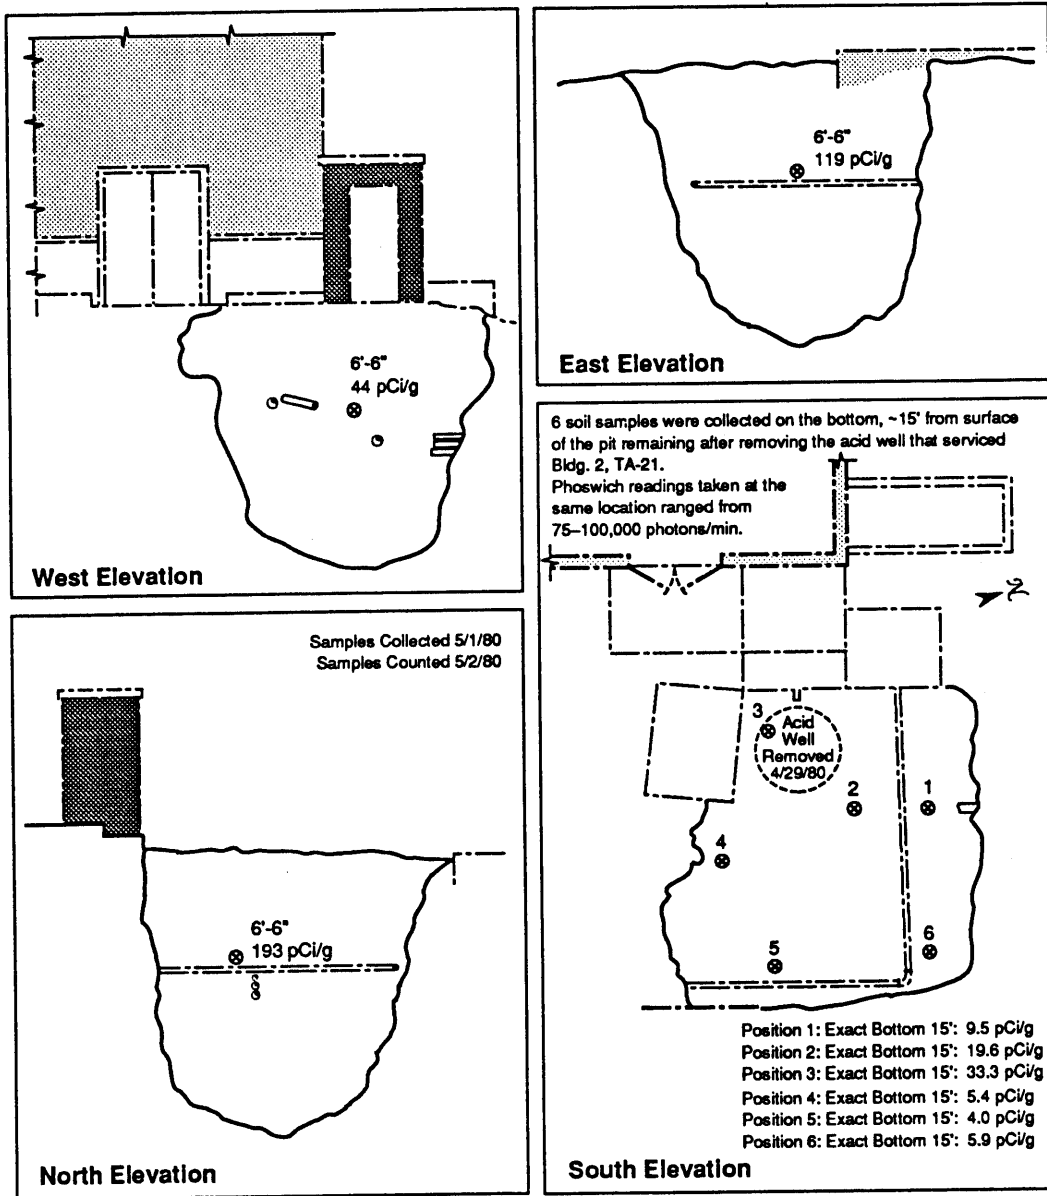 6'-6"
44 pCi/g
West Elevation
6'-6"
119 pCi/g
East Elevation
Samples Collected 5/1/80
Samples Counted 5/2/80
6'-6"
193 pCi/g
North Elevation
6 soil samples were collected on the bottom, ~15' from surface
of the pit remaining after removing the acid well that serviced
Bldg. 2, TA-21.
Phoswich readings taken at the
same location ranged from
75–100,000 photons/min.
N
3
Acid
Well
Removed
4/29/80
2
1
4
5
6
Position 1: Exact Bottom 15': 9.5 pCi/g
Position 2: Exact Bottom 15': 19.6 pCi/g
Position 3: Exact Bottom 15': 33.3 pCi/g
Position 4: Exact Bottom 15': 5.4 pCi/g
Position 5: Exact Bottom 15': 4.0 pCi/g
Position 6: Exact Bottom 15': 5.9 pCi/g
South Elevation